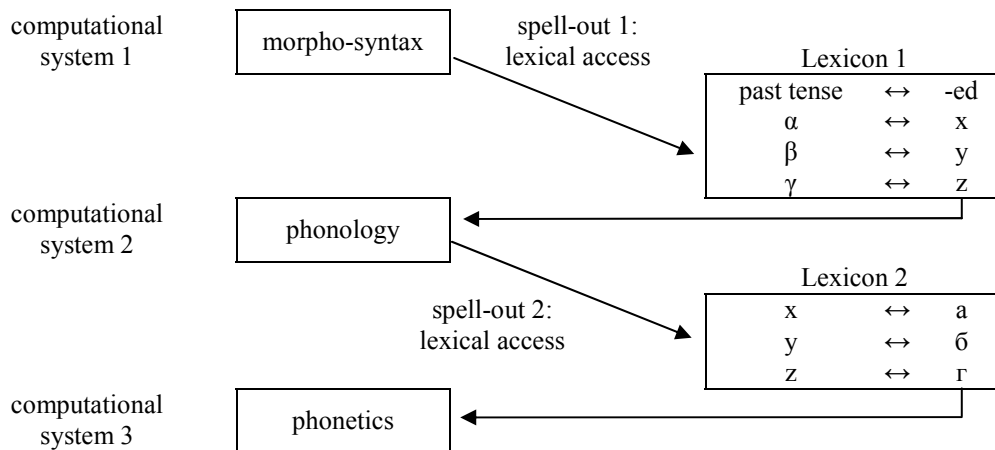 computational
system 1
morpho-syntax
spell-out 1:
lexical access
Lexicon 1
past tense ↔ -ed
α ↔ x
β ↔ y
γ ↔ z
computational
system 2
phonology
spell-out 2:
lexical access
Lexicon 2
x ↔ а
y ↔ б
z ↔ г
computational
system 3
phonetics